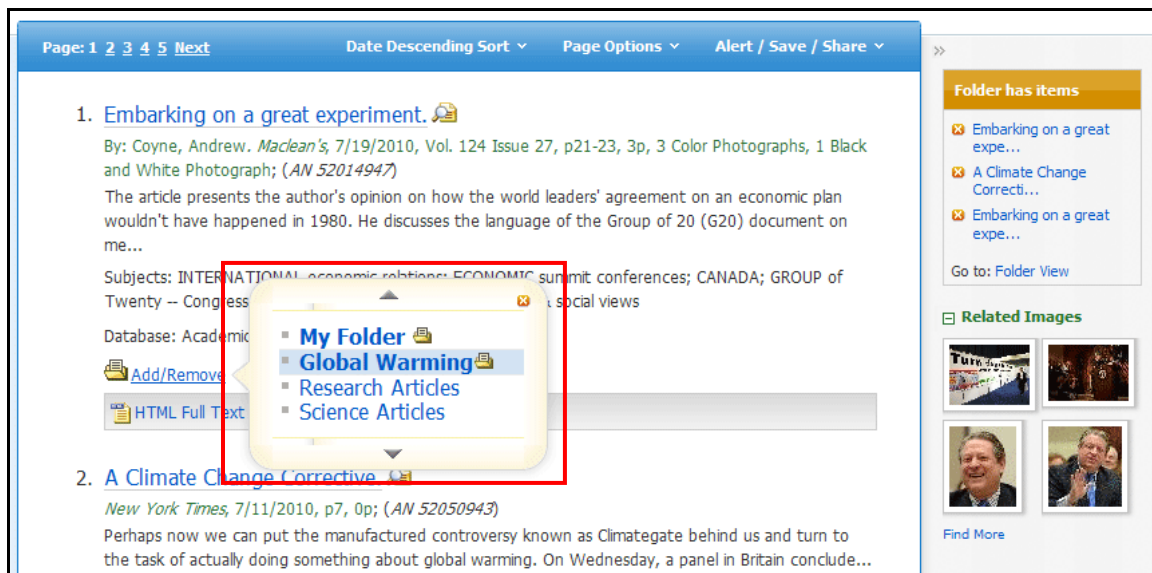 Page: 1 2 3 4 5 Next
Date Descending Sort
Page Options
Alert / Save / Share
1. Embarking on a great experiment.
By: Coyne, Andrew. Maclean's, 7/19/2010, Vol. 124 Issue 27, p21-23, 3p, 3 Color Photographs, 1 Black
and White Photograph; (AN 52014947)
The article presents the author's opinion on how the world leaders' agreement on an economic plan
wouldn't have happened in 1980. He discusses the language of the Group of 20 (G20) document on
me...
Subjects: INTERNATIONAL economic relations; ECONOMIC summit conferences; CANADA; GROUP of
Twenty -- Congress social views
Database: Academic
Add/Remove
HTML Full Text
My Folder
Global Warming
Research Articles
Science Articles
2. A Climate Change Corrective.
New York Times, 7/11/2010, p7, 0p; (AN 52050943)
Perhaps now we can put the manufactured controversy known as Climategate behind us and turn to
the task of actually doing something about global warming. On Wednesday, a panel in Britain conclude...
Folder has items
Embarking on a great
expe...
A Climate Change
Correcti...
Embarking on a great
expe...
Go to: Folder View
Related Images
Turn
Find More